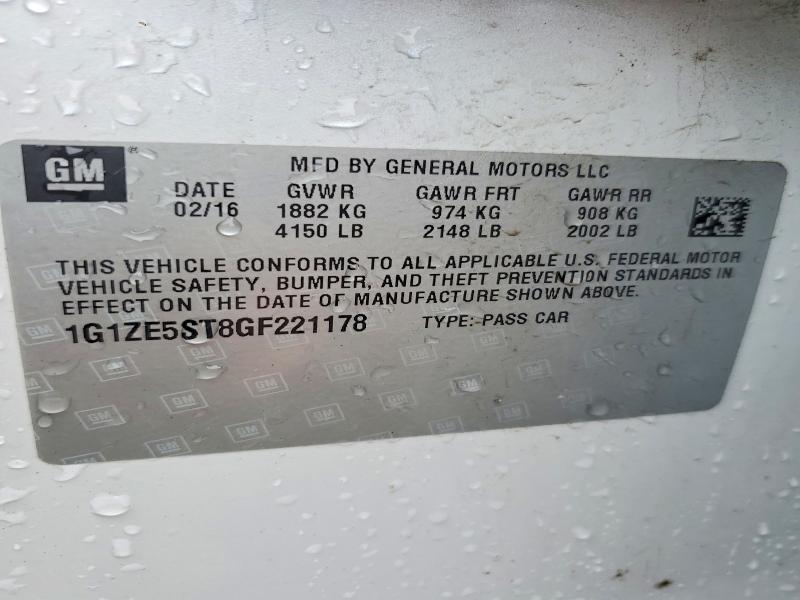 GM
MFD BY GENERAL MOTORS LLC
DATE GVWR GAWR FRT GAWR RR
02/16 1882 KG 974 KG 908 KG
4150 LB 2148 LB 2002 LB
THIS VEHICLE CONFORMS TO ALL APPLICABLE U.S. FEDERAL MOTOR
VEHICLE SAFETY, BUMPER, AND THEFT PREVENTION STANDARDS IN
EFFECT ON THE DATE OF MANUFACTURE SHOWN ABOVE.
1G1ZE5ST8GF221178 TYPE: PASS CAR